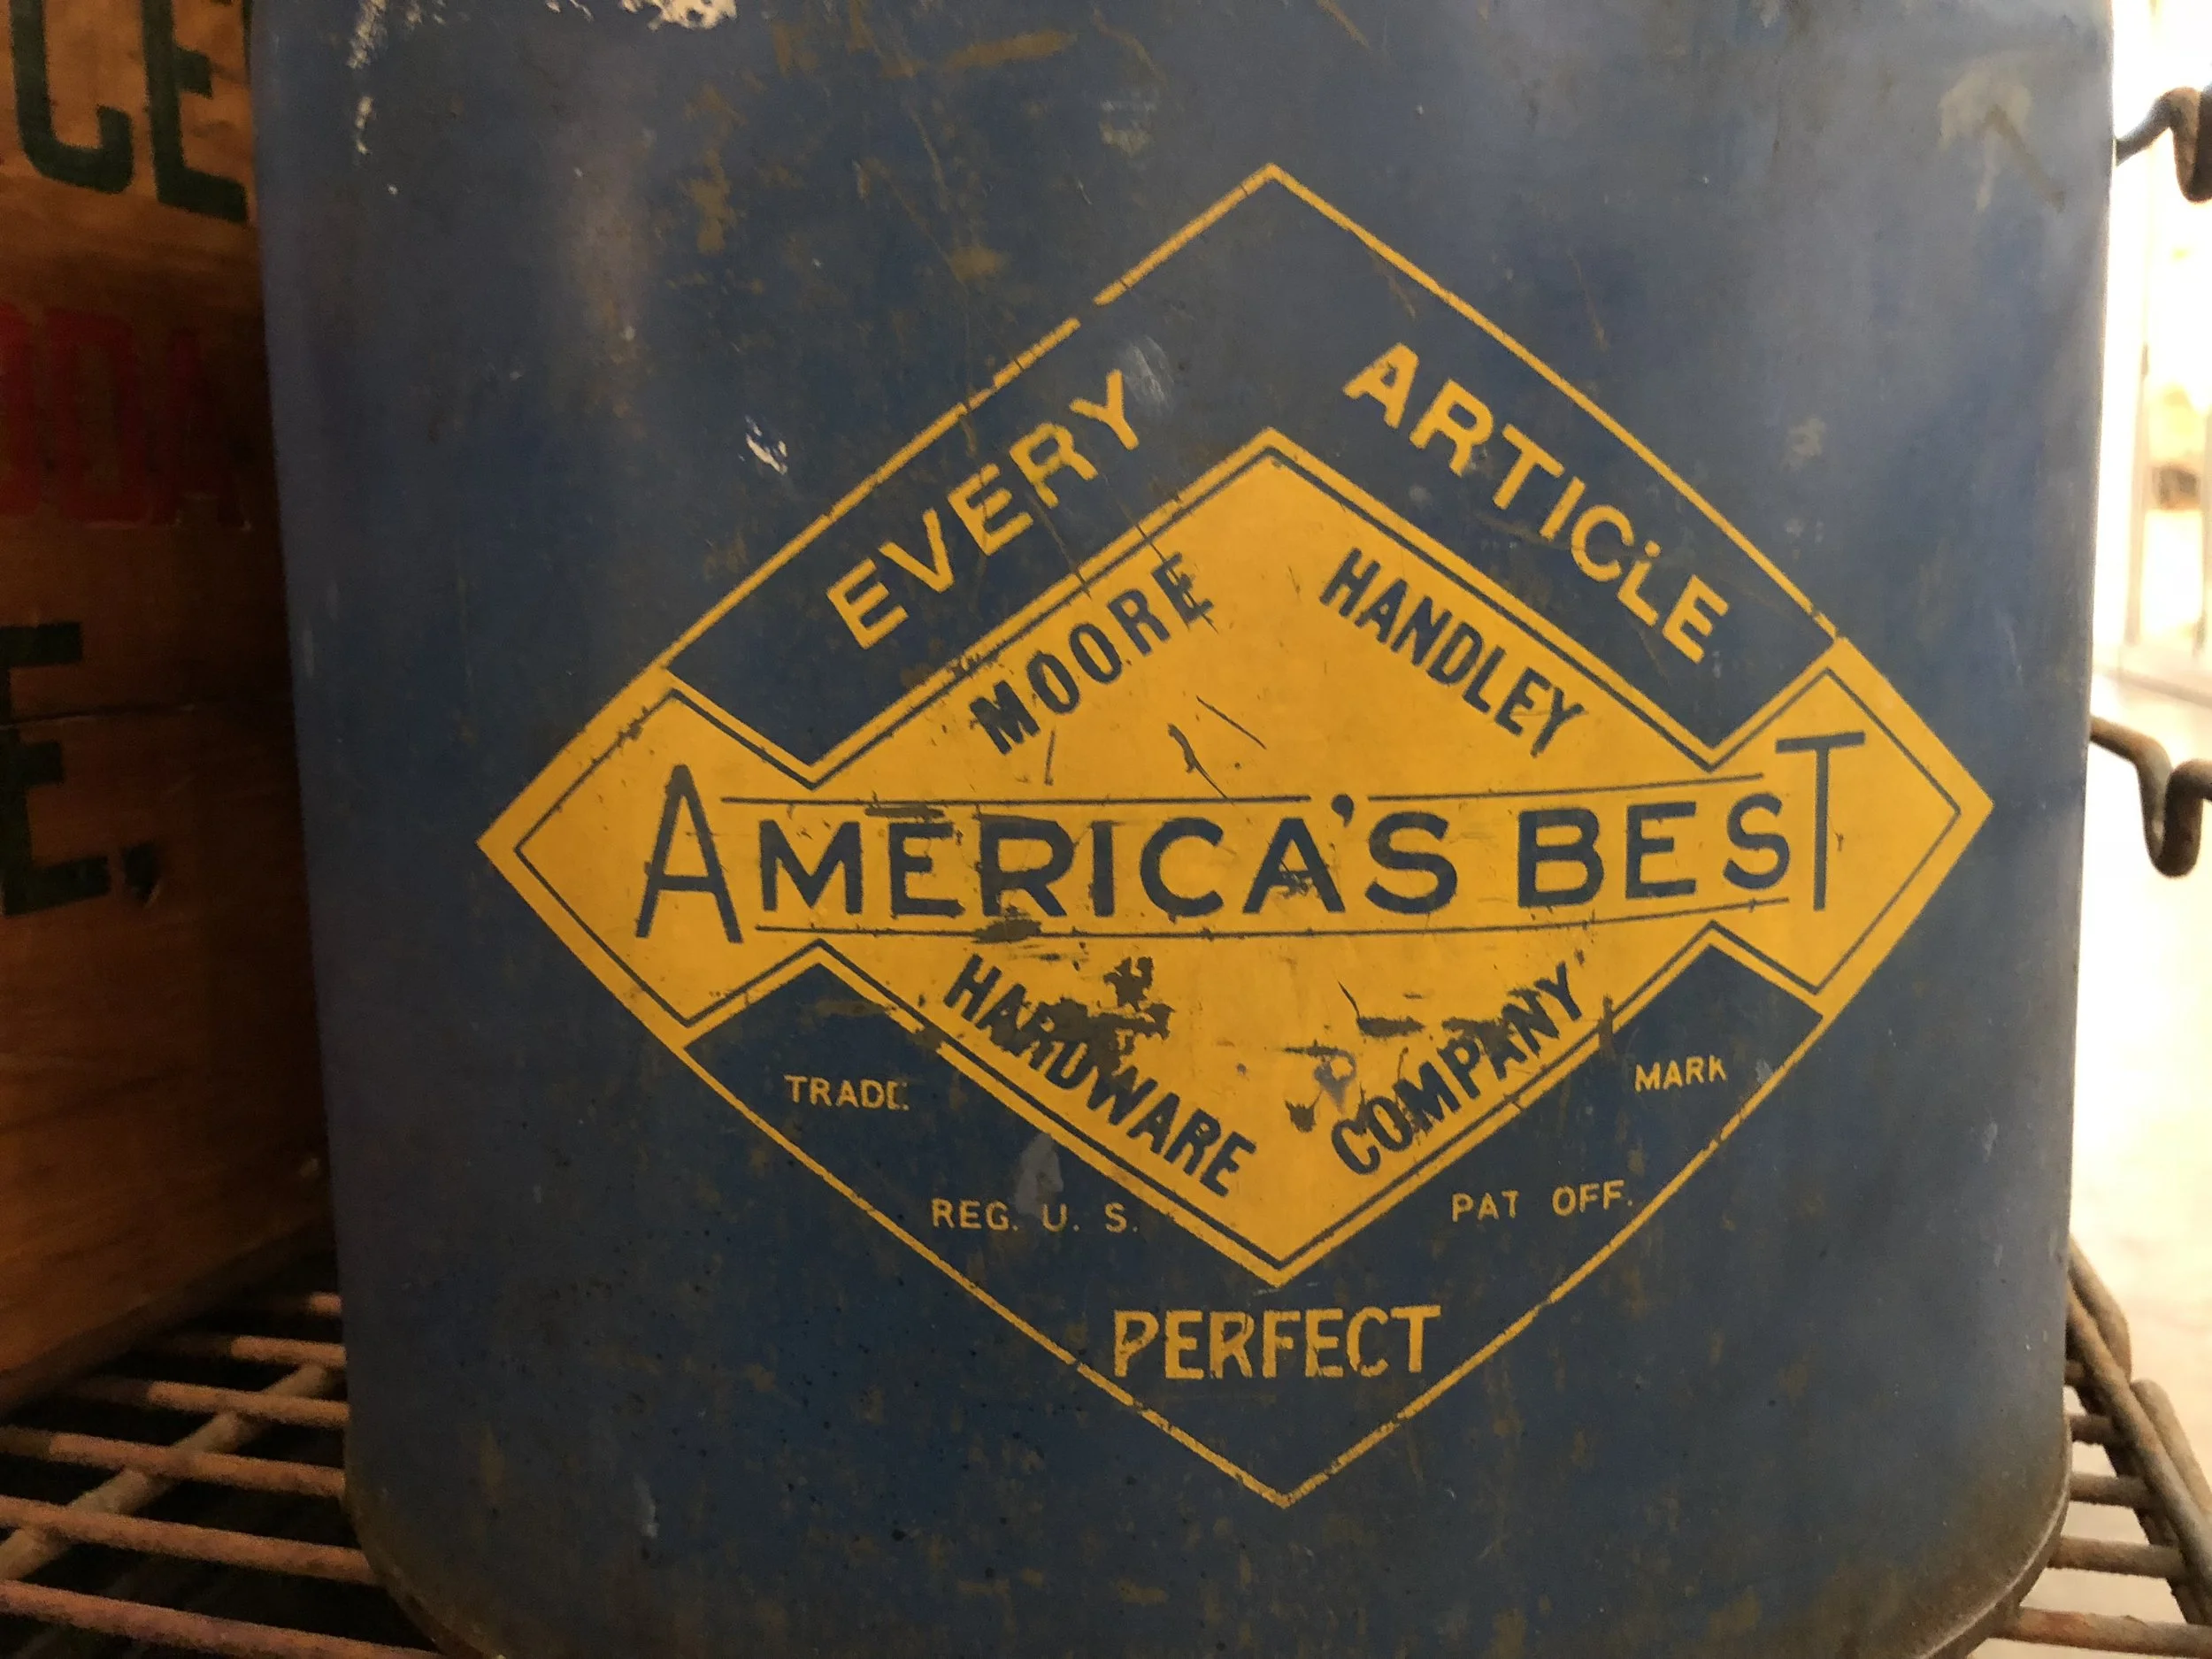 EVERY ARTICLE
MOORE HANDLEY
AMERICA'S BEST
HARDWARE COMPANY
TRADE MARK
REG. U. S. PAT OFF.
PERFECT